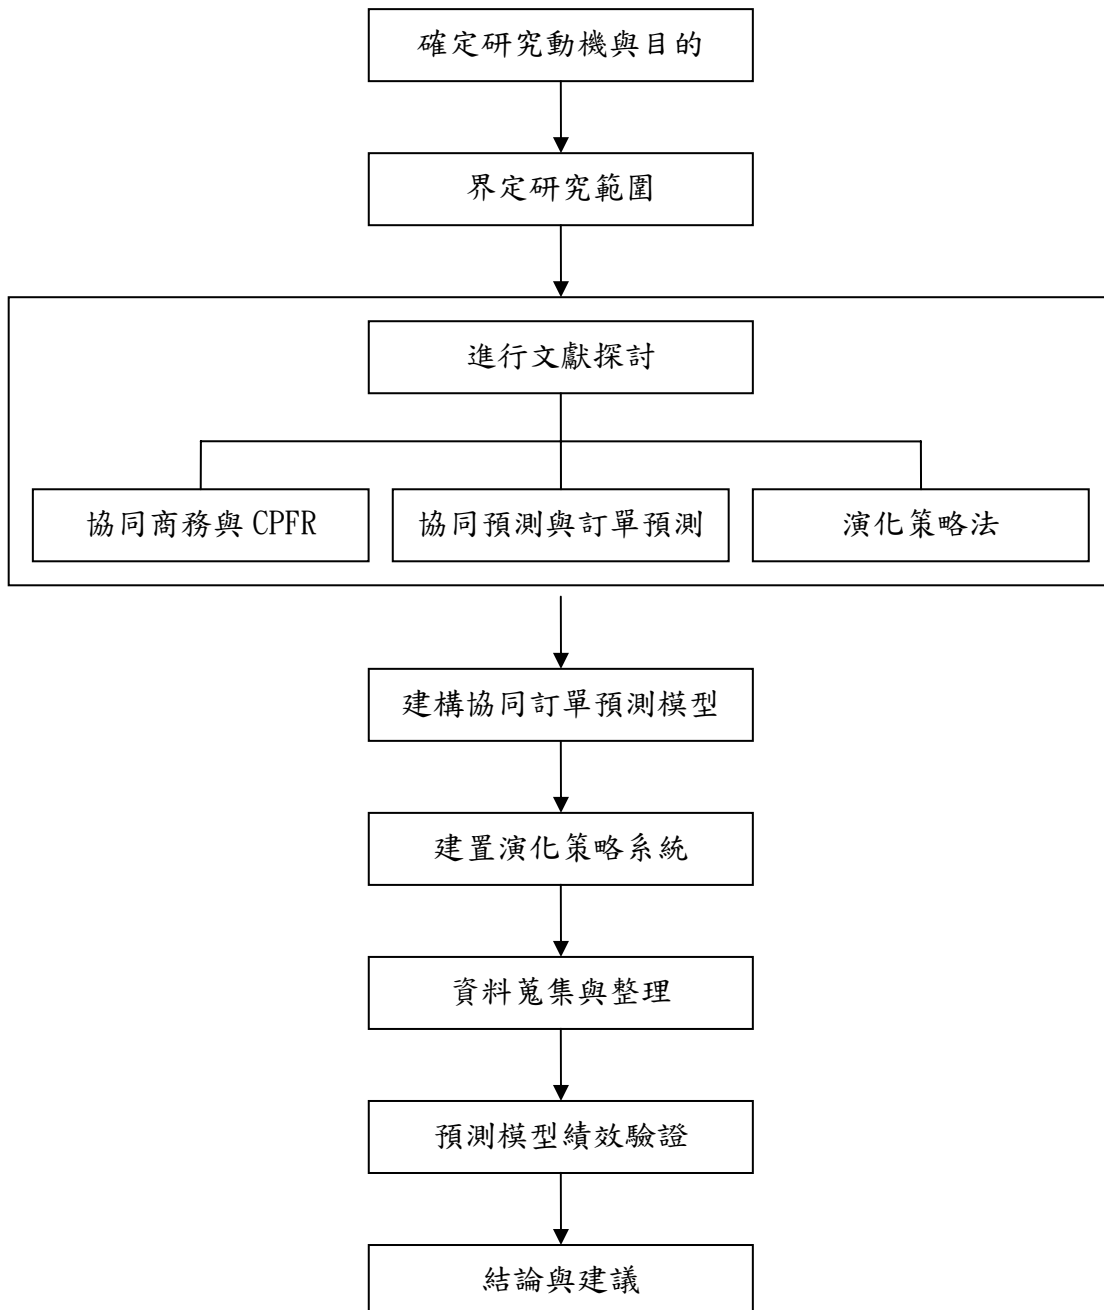 確定研究動機與目的
界定研究範圍
進行文獻探討
協同商務與 CPFR
協同預測與訂單預測
演化策略法
建構協同訂單預測模型
建置演化策略系統
資料蒐集與整理
預測模型績效驗證
結論與建議